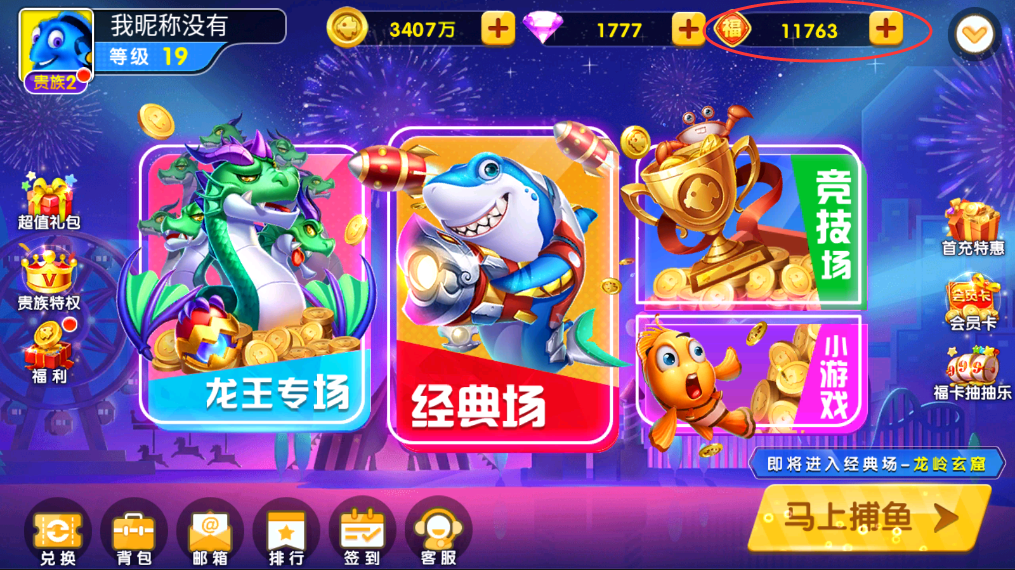 我昵称没有
等级 19
贵族2
3407万
1777
福
11763
超值礼包
V
贵族特权
福利
龙王专场
经典场
竞技场
小游戏
首充特惠
会员卡
会员卡
福卡抽抽乐
即将进入经典场-龙岭玄窟
马上捕鱼
兑换
背包
@
邮箱
排行
签到
客服